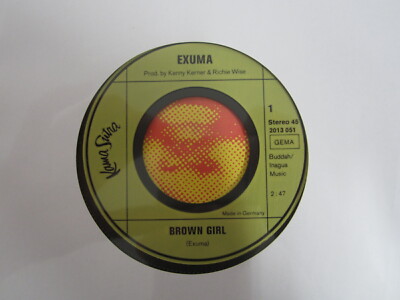 EXUMA
Prod. by Kenny Kerner & Richie Wise
Kama Sutra
1
Stereo 45
2013 051
GEMA
Buddah/
Inagua
Music
2:47
Made in Germany
BROWN GIRL
(Exuma)